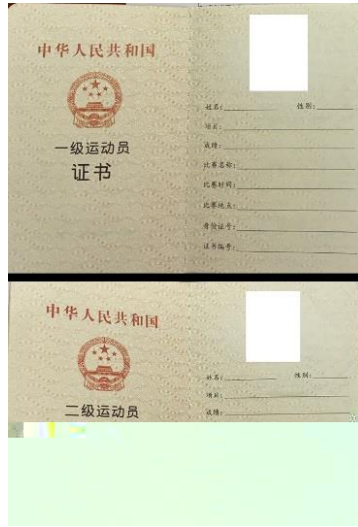 中华人民共和国
一级运动员
证书
姓名： 性别：
项目：
成绩：
比赛名称：
比赛时间：
比赛地点：
身份证号：
证书编号：
中华人民共和国
二级运动员
姓名： 性别：
项目：
成绩：